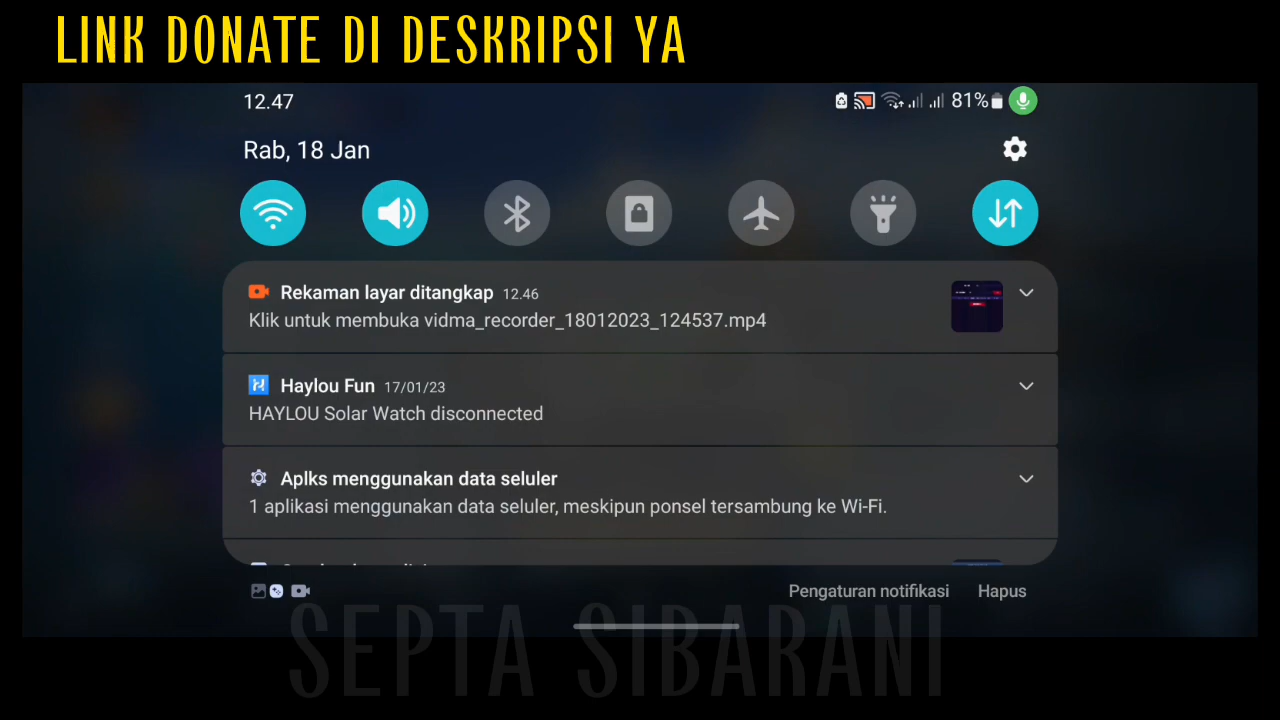 LINK DONATE DI DESKRIPSI YA
12.47
81%
Rab, 18 Jan
Rekaman layar ditangkap 12.46
Klik untuk membuka vidma_recorder_18012023_124537.mp4
Haylou Fun 17/01/23
HAYLOU Solar Watch disconnected
Aplks menggunakan data seluler
1 aplikasi menggunakan data seluler, meskipun ponsel tersambung ke Wi-Fi.
Pengaturan notifikasi Hapus
SEPTA SIBARANI